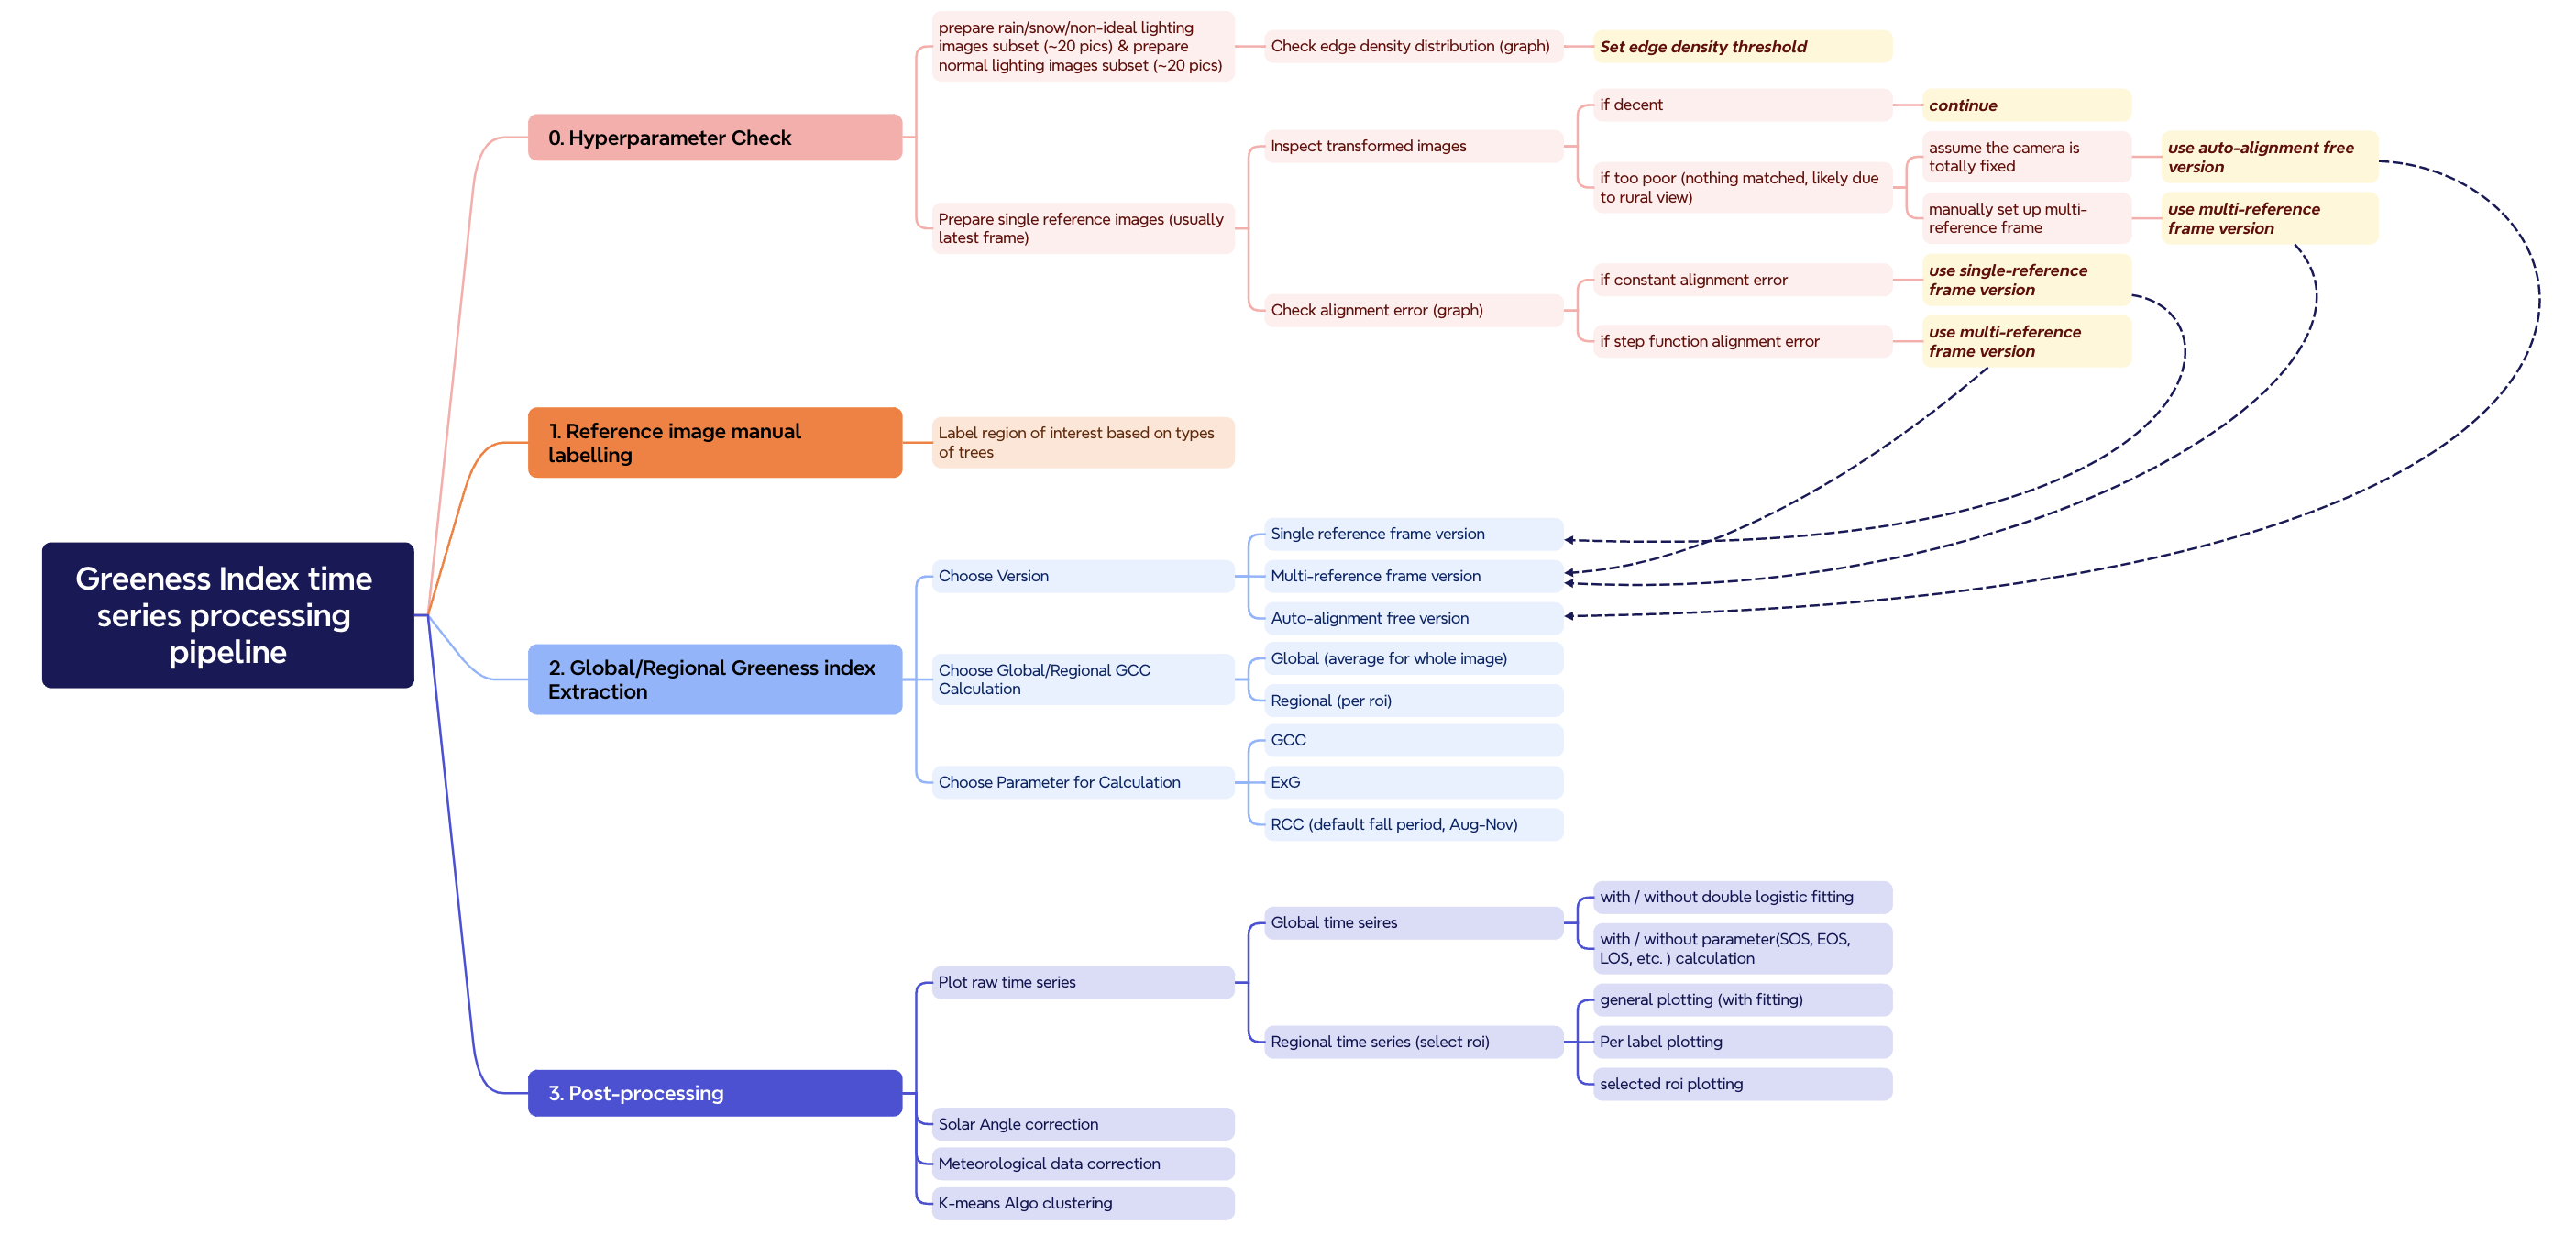 Greeness Index time
series processing
pipeline
0. Hyperparameter Check
prepare rain/snow/non-ideal lighting
images subset (~20 pics) & prepare
normal lighting images subset (~20 pics)
Check edge density distribution (graph)
Set edge density threshold
Prepare single reference images (usually
latest frame)
Inspect transformed images
if decent
continue
if too poor (nothing matched, likely due
to rural view)
assume the camera is
totally fixed
use auto-alignment free
version
manually set up multi-
reference frame
use multi-reference
frame version
Check alignment error (graph)
if constant alignment error
use single-reference
frame version
if step function alignment error
use multi-reference
frame version
1. Reference image manual
labelling
Label region of interest based on types
of trees
2. Global/Regional Greeness index
Extraction
Choose Version
Single reference frame version
Multi-reference frame version
Auto-alignment free version
Choose Global/Regional GCC
Calculation
Global (average for whole image)
Regional (per roi)
Choose Parameter for Calculation
GCC
ExG
RCC (default fall period, Aug-Nov)
3. Post-processing
Plot raw time series
Global time seires
with / without double logistic fitting
with / without parameter(SOS, EOS,
LOS, etc. ) calculation
Regional time series (select roi)
general plotting (with fitting)
Per label plotting
selected roi plotting
Solar Angle correction
Meteorological data correction
K-means Algo clustering